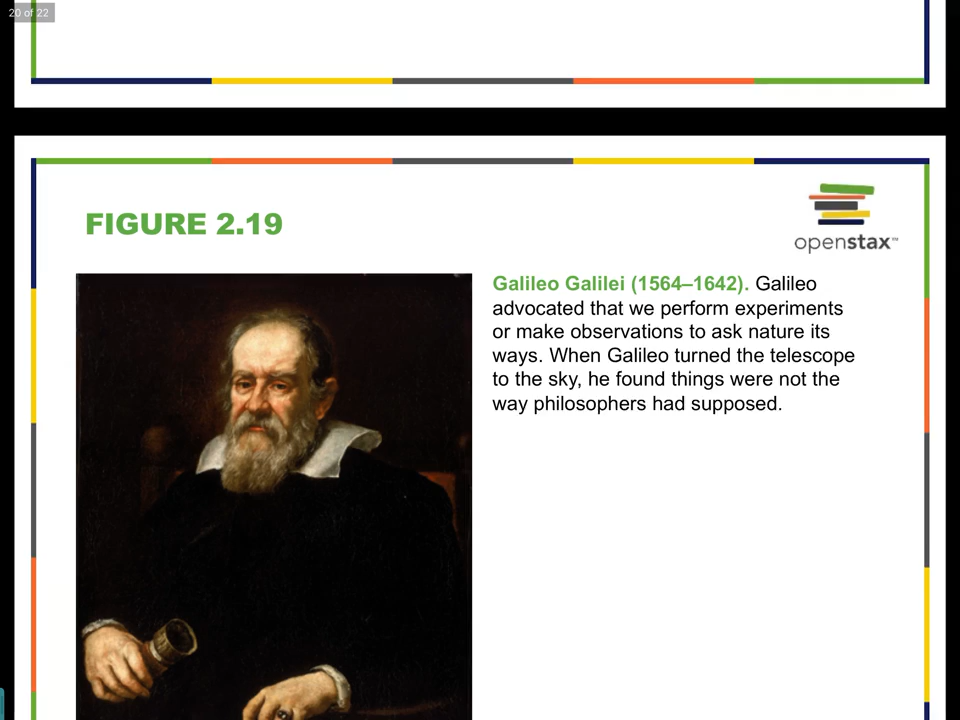 20 of 22
FIGURE 2.19
openstax™
Galileo Galilei (1564–1642). Galileo
advocated that we perform experiments
or make observations to ask nature its
ways. When Galileo turned the telescope
to the sky, he found things were not the
way philosophers had supposed.